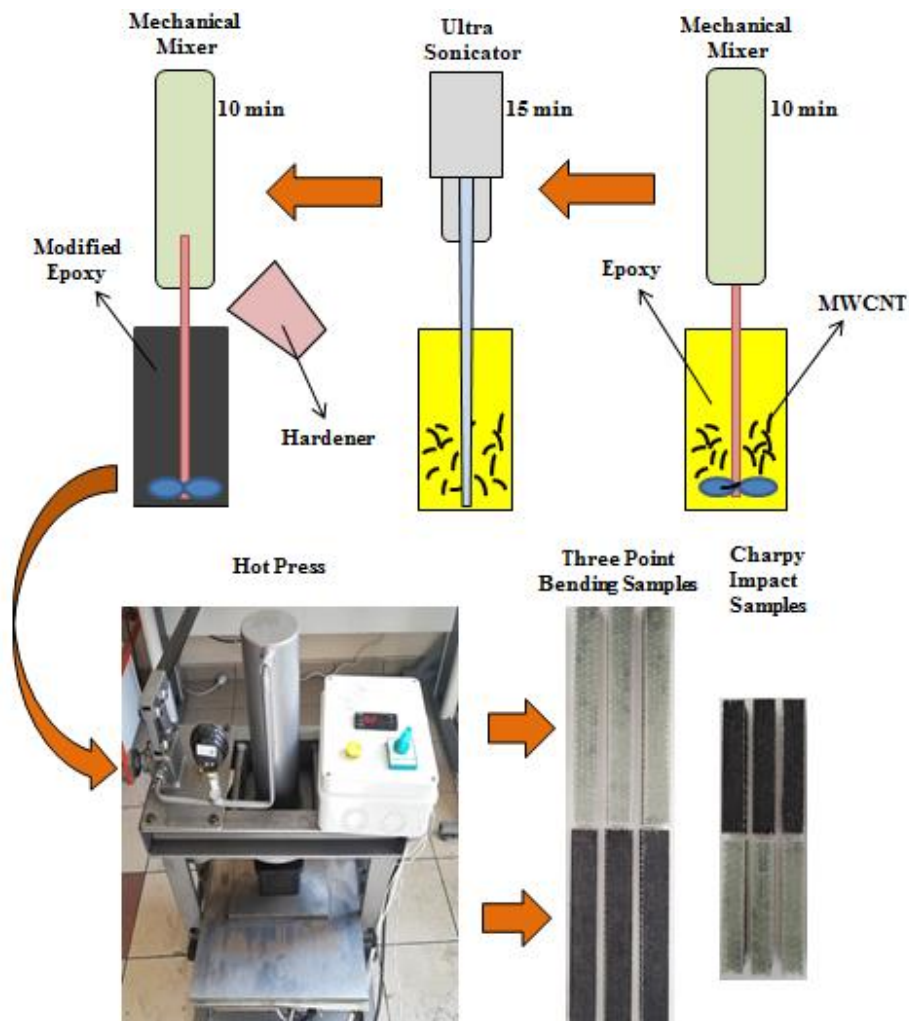 Mechanical
Mixer
10 min
Ultra
Sonicator
15 min
Mechanical
Mixer
10 min
Modified
Epoxy
Hardener
Epoxy
MWCNT
Hot Press
Three Point
Bending Samples
Charpy
Impact
Samples